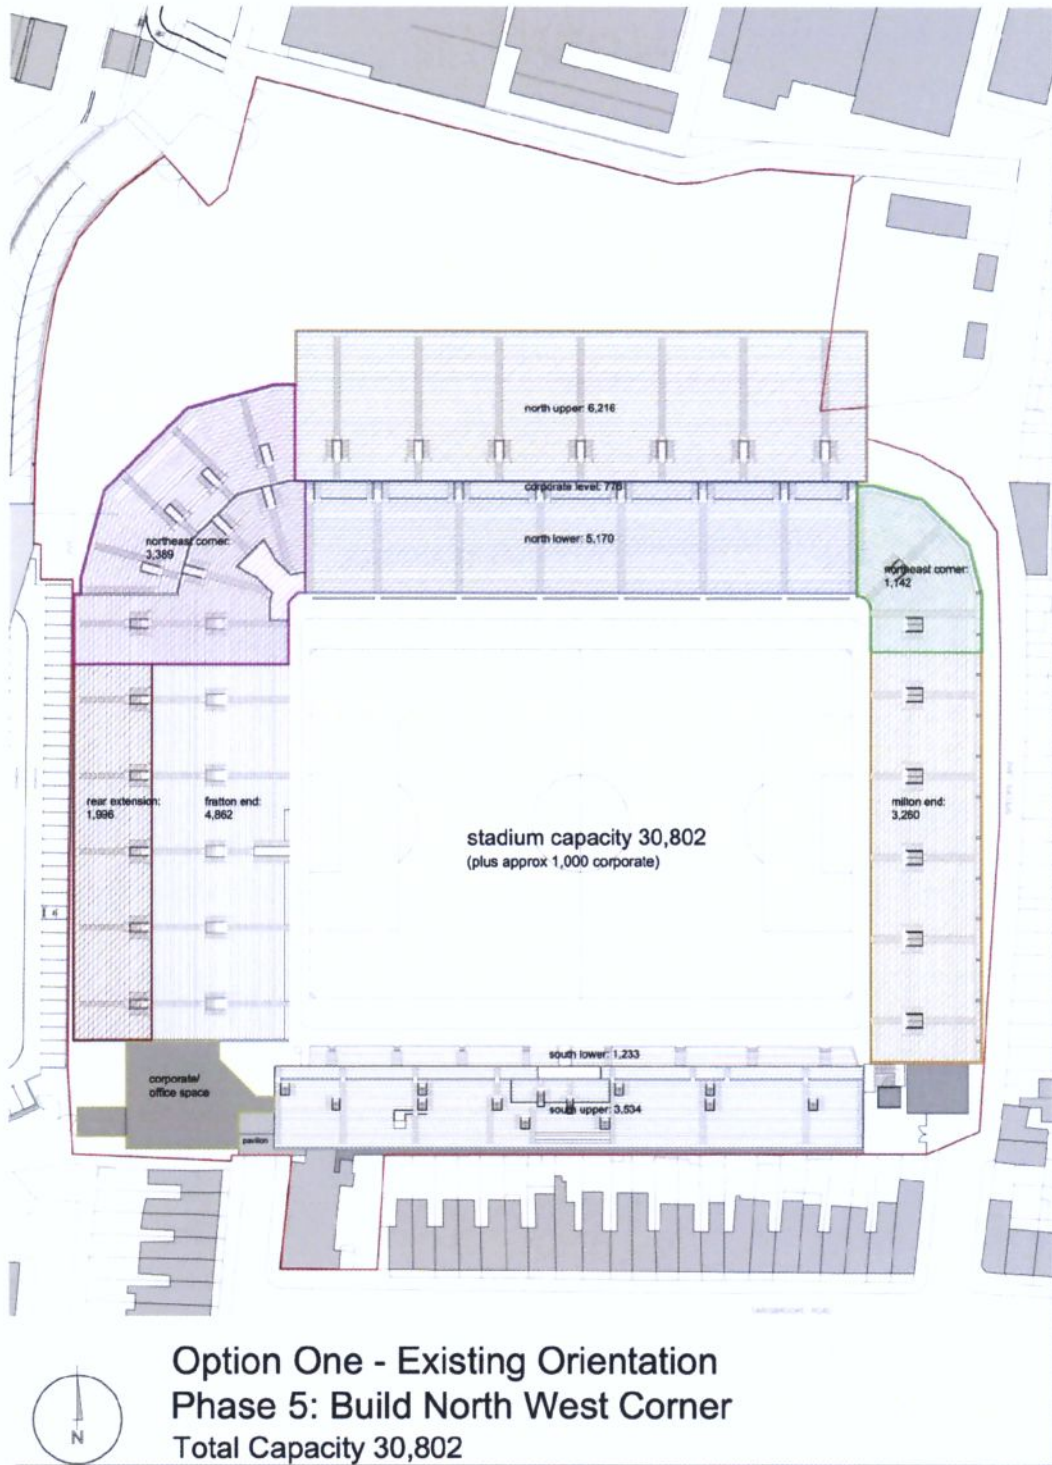 north upper: 6,216
corporate level: 776
north lower: 5,170
northeast corner:
3,389
northeast corner:
1,142
rear extension:
1,996
fratton end:
4,862
milton end:
3,260
stadium capacity 30,802
(plus approx 1,000 corporate)
south lower: 1,233
south upper: 3,534
corporate/
office space
pavilion
N
Option One - Existing Orientation
Phase 5: Build North West Corner
Total Capacity 30,802